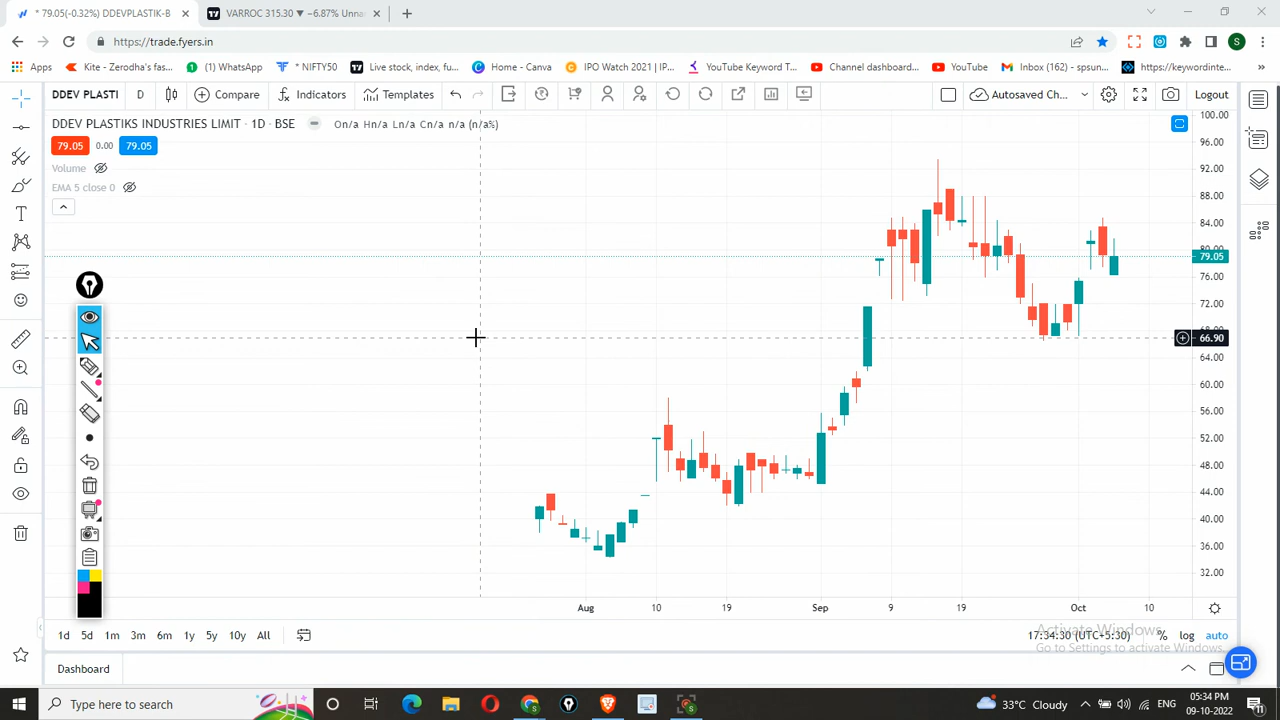 * 79.05(-0.32%) DDEVPLASTIK-B
VARROC 315.30 ▼ −6.87% Unna
https://trade.fyers.in
Apps
Kite - Zerodha's fas...
(1) WhatsApp
* NIFTY50
Live stock, index, fu...
Home - Canva
IPO Watch 2021 | IP...
YouTube Keyword T...
Channel dashboard...
YouTube
Inbox (162) - spsun...
https://keywordinte...
DDEV PLASTI
D
Compare
Indicators
Templates
Autosaved Ch...
Logout
DDEV PLASTIKS INDUSTRIES LIMIT · 1D · BSE
On/a Hn/a Ln/a Cn/a n/a (n/a%)
79.05
0.00
79.05
Volume
EMA 5 close 0
100.00
96.00
92.00
88.00
84.00
80.00
79.05
76.00
72.00
68.00
66.90
64.00
60.00
56.00
52.00
48.00
44.00
40.00
36.00
32.00
Aug
10
19
Sep
9
19
Oct
10
1d
5d
1m
3m
6m
1y
5y
10y
All
17:34:30 (UTC+5:30)
%
log
auto
Activate Windows
Go to Settings to activate Windows.
Dashboard
Type here to search
33°C Cloudy
ENG
05:34 PM
09-10-2022